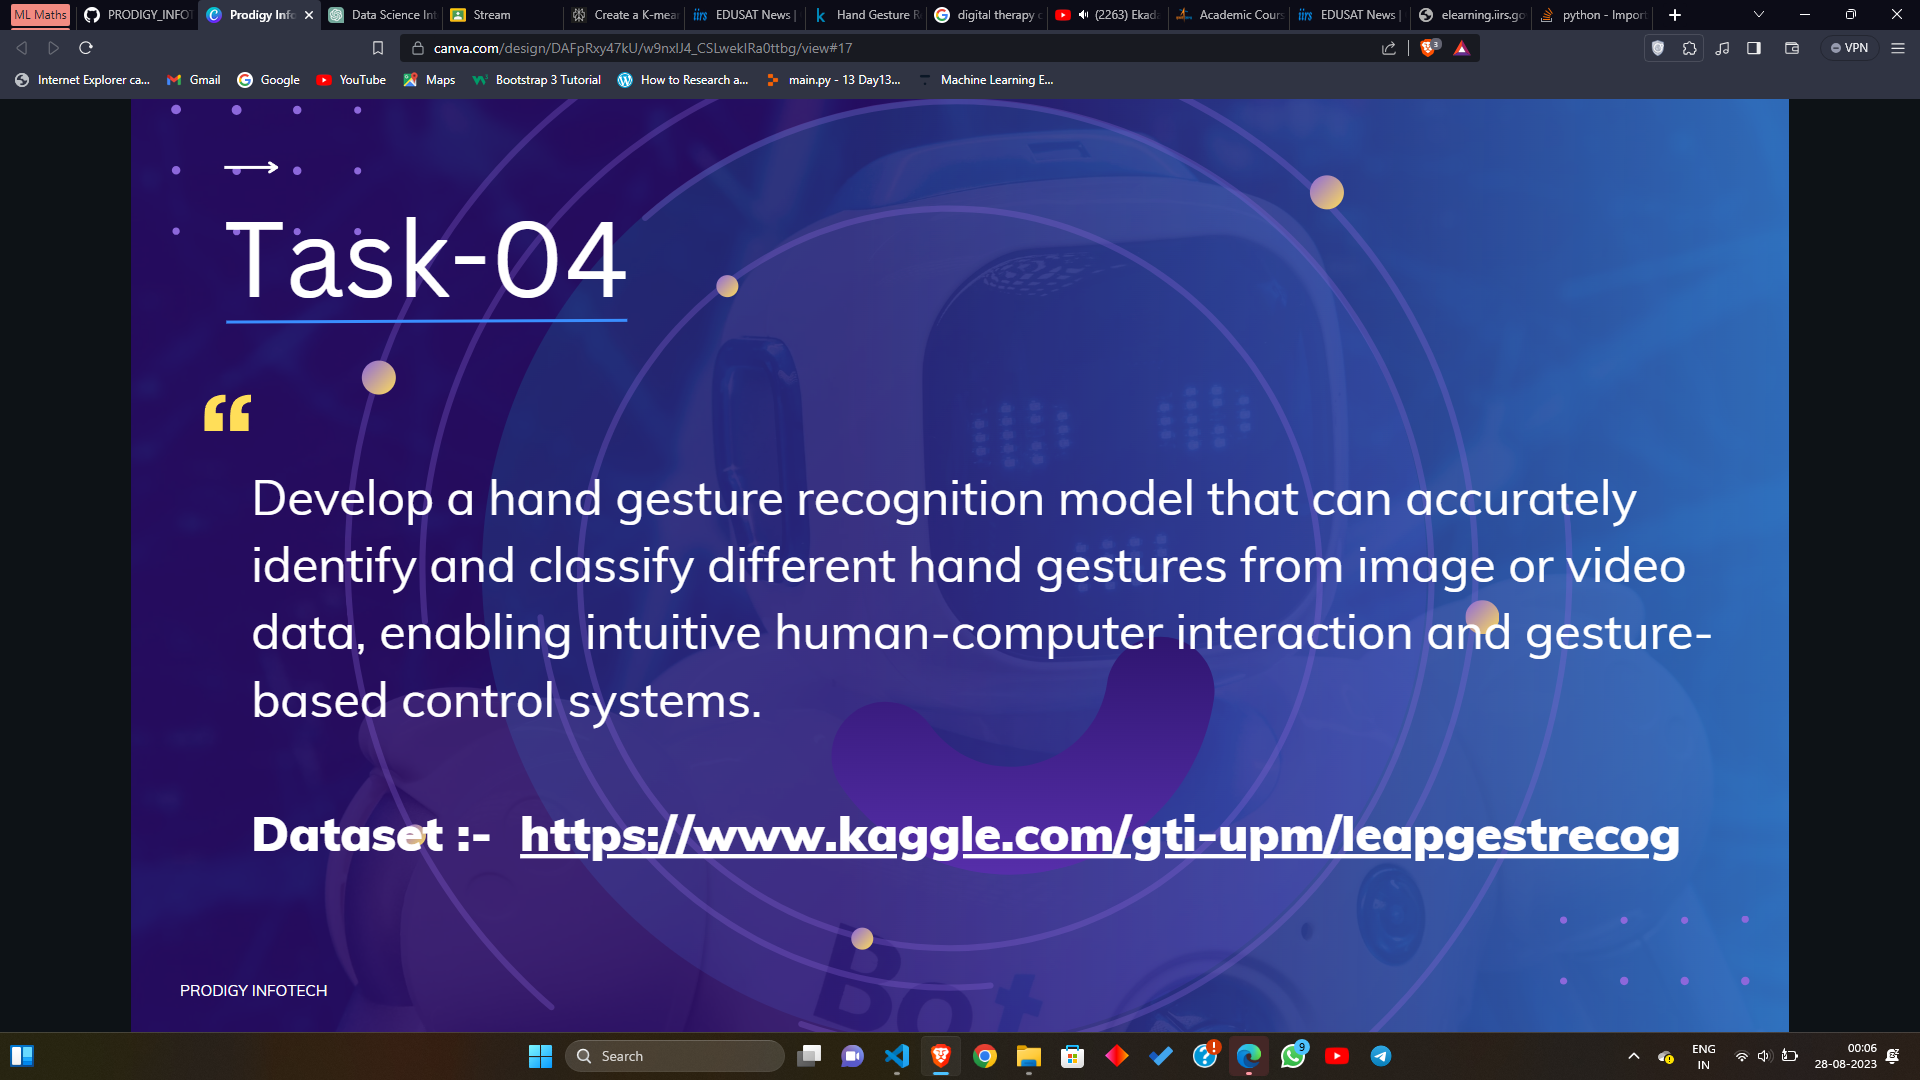 ML Maths
PRODIGY_INFOT
Prodigy Info
Data Science Int
Stream
Create a K-mean
EDUSAT News |
Hand Gesture R
digital therapy c
(2263) Ekada
Academic Cours
EDUSAT News |
elearning.iirs.go
python - Import
canva.com/design/DAFpRxy47kU/w9nxlJ4_CSLwekIRa0ttbg/view#17
3
VPN
Internet Explorer ca...
Gmail
Google
YouTube
Maps
Bootstrap 3 Tutorial
How to Research a...
main.py - 13 Day13...
Machine Learning E...
Task-04
“
Develop a hand gesture recognition model that can accurately
identify and classify different hand gestures from image or video
data, enabling intuitive human-computer interaction and gesture-
based control systems.
Dataset :- https://www.kaggle.com/gti-upm/leapgestrecog
Bot
PRODIGY INFOTECH
Search
9
ENG
IN
00:06
28-08-2023